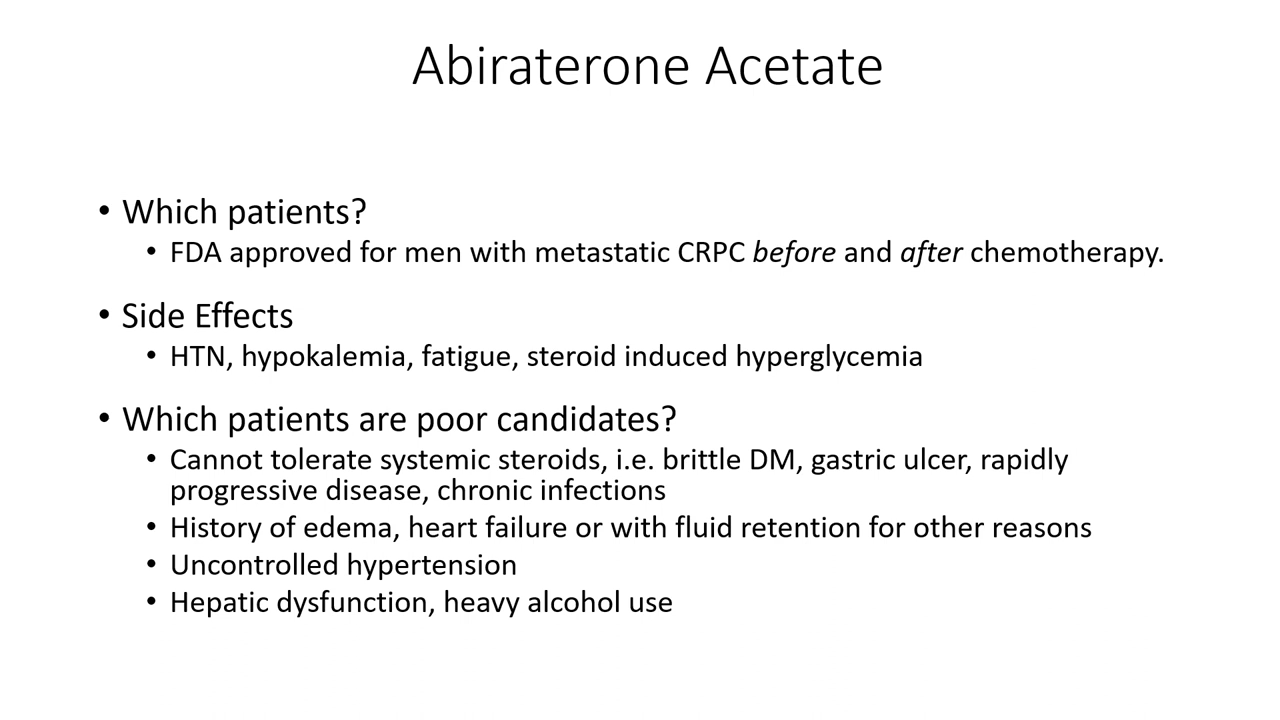 Abiraterone Acetate
• Which patients?
• FDA approved for men with metastatic CRPC before and after chemotherapy.
• Side Effects
• HTN, hypokalemia, fatigue, steroid induced hyperglycemia
• Which patients are poor candidates?
• Cannot tolerate systemic steroids, i.e. brittle DM, gastric ulcer, rapidly
progressive disease, chronic infections
• History of edema, heart failure or with fluid retention for other reasons
• Uncontrolled hypertension
• Hepatic dysfunction, heavy alcohol use